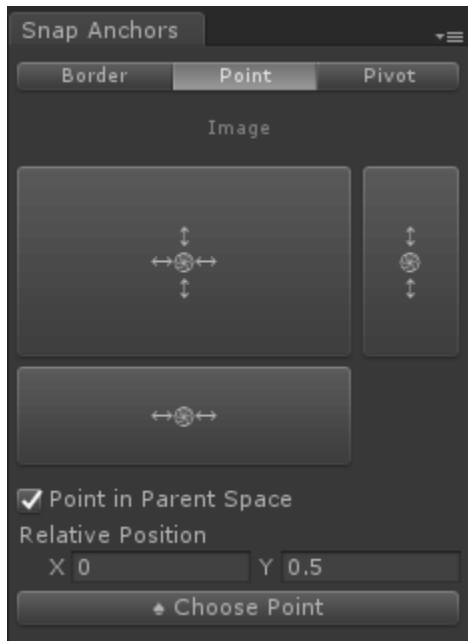 Snap Anchors
Border Point Pivot
Image
Point in Parent Space
Relative Position
X 0 Y 0.5
Choose Point